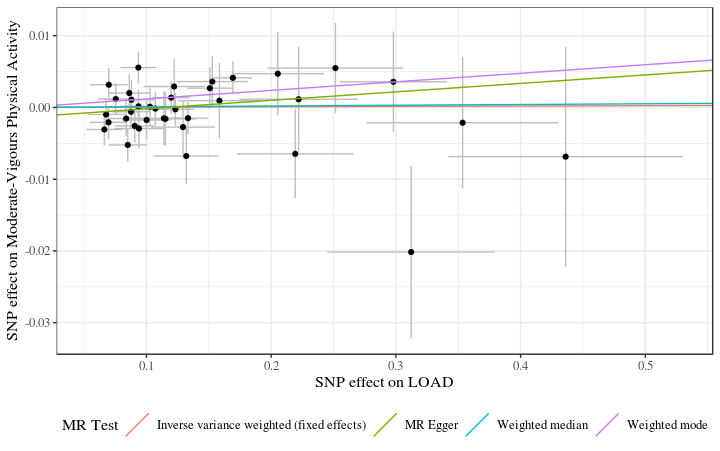 SNP effect on Moderate-Vigours Physical Activity
0.01
0.00
-0.01
-0.02
-0.03
0.1 0.2 0.3 0.4 0.5
SNP effect on LOAD
MR Test Inverse variance weighted (fixed effects) MR Egger Weighted median Weighted mode